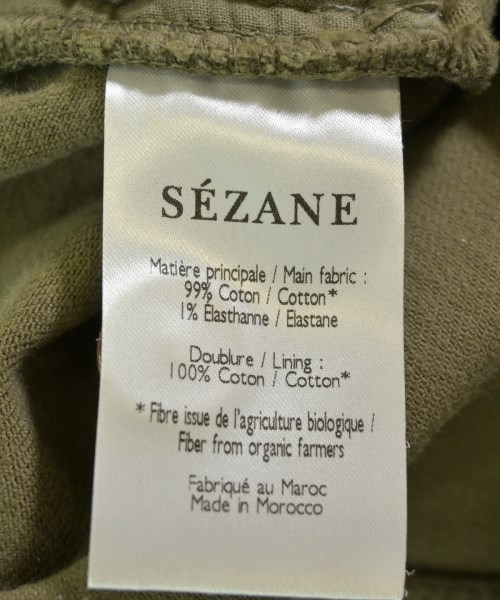 SÉZANE
Matière principale / Main fabric :
99% Coton / Cotton*
1% Élasthanne / Elastane
Doublure / Lining :
100% Coton / Cotton*
* Fibre issue de l'agriculture biologique /
Fiber from organic farmers
Fabriqué au Maroc
Made in Morocco